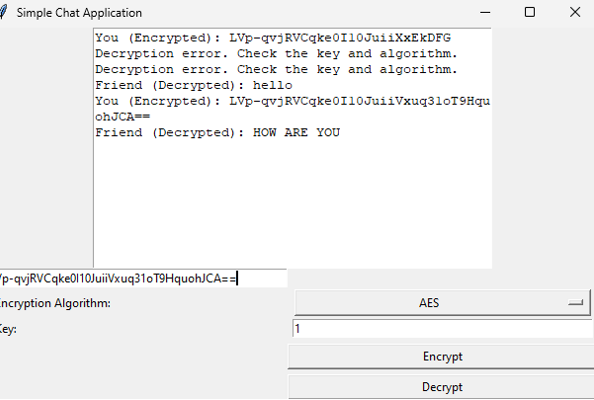 Simple Chat Application
You (Encrypted): LVp-qvjRVCqke0I10JuiiXxEkDFG
Decryption error. Check the key and algorithm.
Decryption error. Check the key and algorithm.
Friend (Decrypted): hello
You (Encrypted): LVp-qvjRVCqke0I10JuiiVxuq31oT9Hqu
ohJCA==
Friend (Decrypted): HOW ARE YOU
Vp-qvjRVCqke0I10JuiiVxuq31oT9HquohJCA==
Encryption Algorithm:
AES
Key:
1
Encrypt
Decrypt